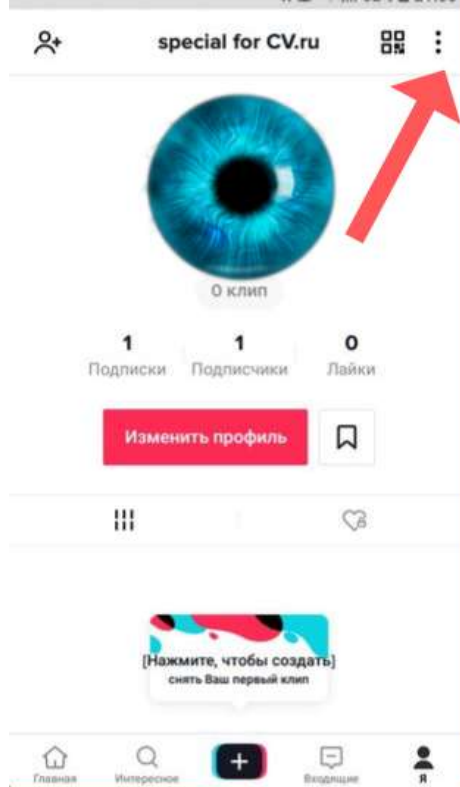 special for CV.ru
0 клип
1 1 0
Подписки Подписчики Лайки
Изменить профиль
[Нажмите, чтобы создать]
снять Ваш первый клип
Главная Интересное Входящие Я